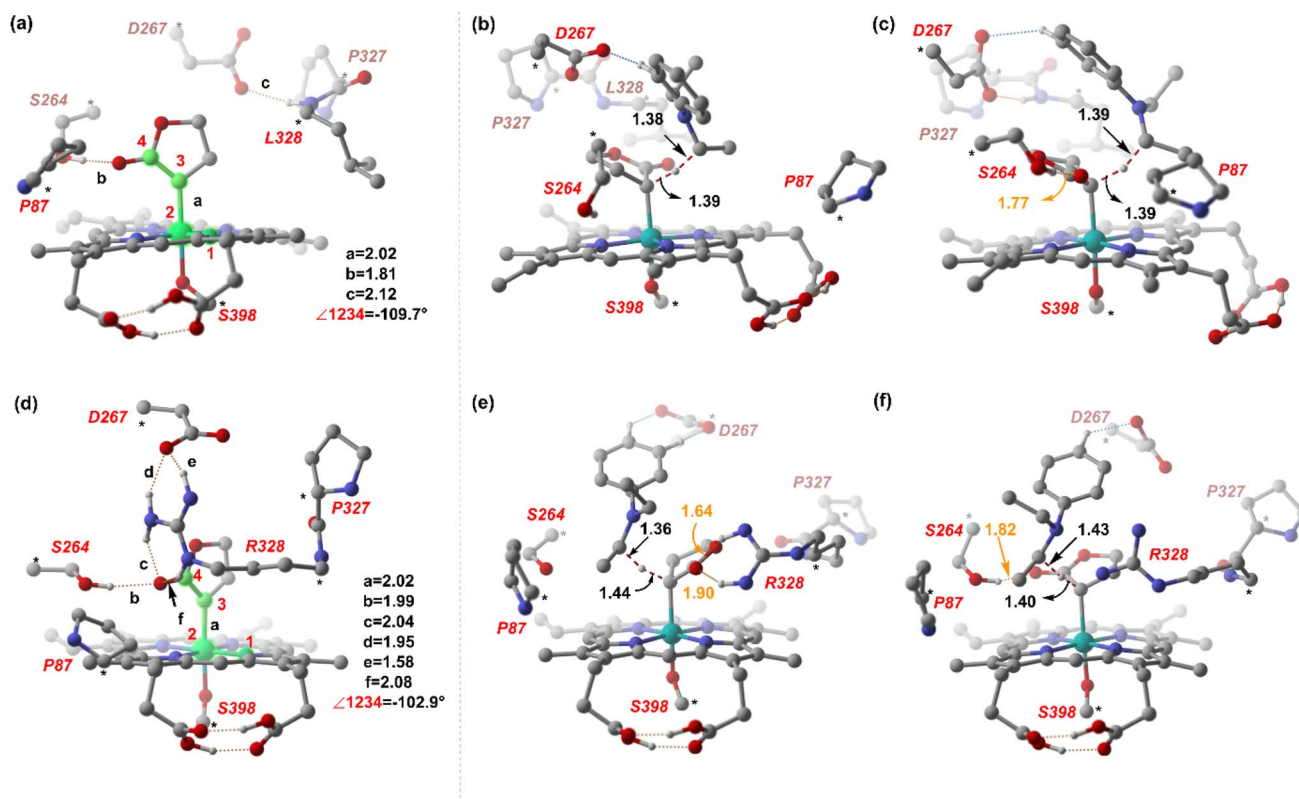 (a)
D267
P327
c
S264
4
3
L328
b
a
P87
2
1
S398
a=2.02
b=1.81
c=2.12
∠1234=-109.7°
(b)
D267
L328
P327
1.38
S264
P87
1.39
S398
(c)
D267
P327
1.39
S264
P87
1.77
1.39
S398
(d)
D267
d
e
P327
S264
c
R328
4
b
3
f
a
2
1
P87
S398
a=2.02
b=1.99
c=2.04
d=1.95
e=1.58
f=2.08
∠1234=-102.9°
(e)
D267
P327
1.36
1.64
S264
R328
1.44
1.90
P87
S398
(f)
D267
P327
S264
1.82
1.43
R328
P87
1.40
S398